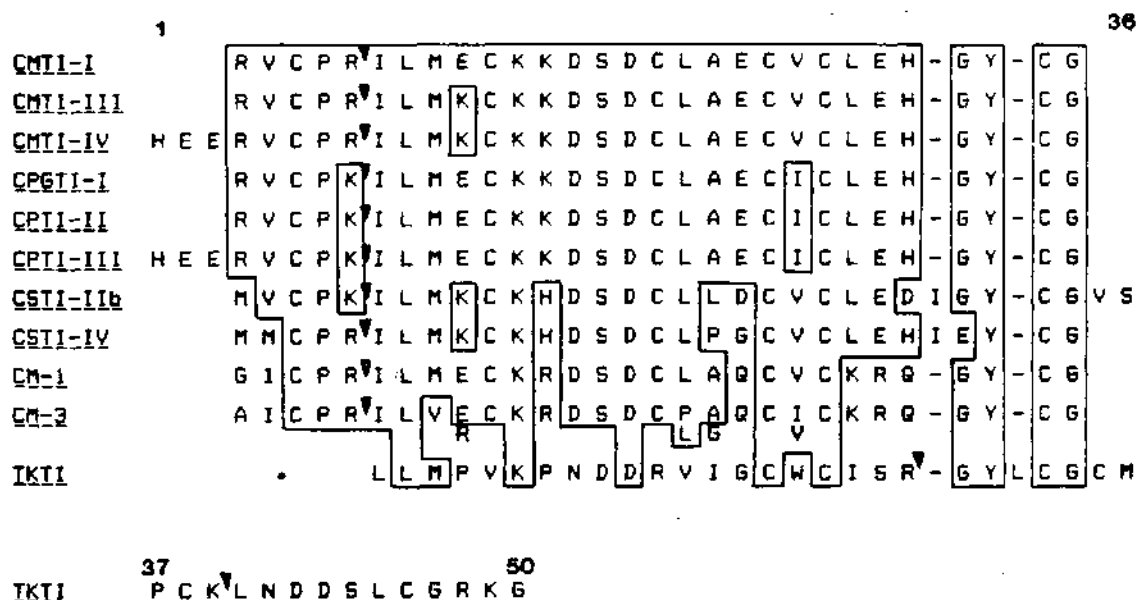 1 36
CMTI-I R V C P R I L M E C K K D S D C L A E C V C L E H - G Y - C G
CMTI-III R V C P R I L M K C K K D S D C L A E C V C L E H - G Y - C G
CMTI-IV H E E R V C P R I L M K C K K D S D C L A E C V C L E H - G Y - C G
CPGTI-I R V C P K I L M E C K K D S D C L A E C I C L E H - G Y - C G
CPTI-II R V C P K I L M E C K K D S D C L A E C I C L E H - G Y - C G
CPTI-III H E E R V C P K I L M E C K K D S D C L A E C I C L E H - G Y - C G
CSTI-IIb M V C P K I L M K C K H D S D C L L D C V C L E D I G Y - C G V S
CSTI-IV M M C P R I L M K C K H D S D C L P G C V C L E H I E Y - C G
CM-1 G I C P R I L M E C K R D S D C L A Q C V C K R Q - G Y - C G
CM-3 A I C P R I L V E C K R D S D C P A Q C I C K R Q - G Y - C G
R L G V
TKTI L L M P V K P N D D R V I G C W C I S R - G Y L C G C M
37 50
TKTI P C K L N D D S L C G R K G